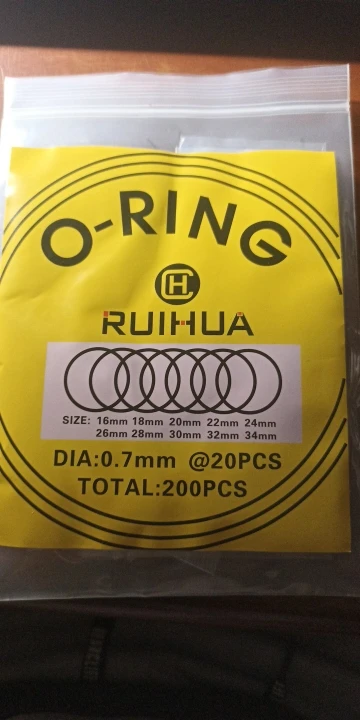 O-RING
CH
RUIHUA
SIZE: 16mm 18mm 20mm 22mm 24mm
26mm 28mm 30mm 32mm 34mm
DIA:0.7mm @20PCS
TOTAL:200PCS